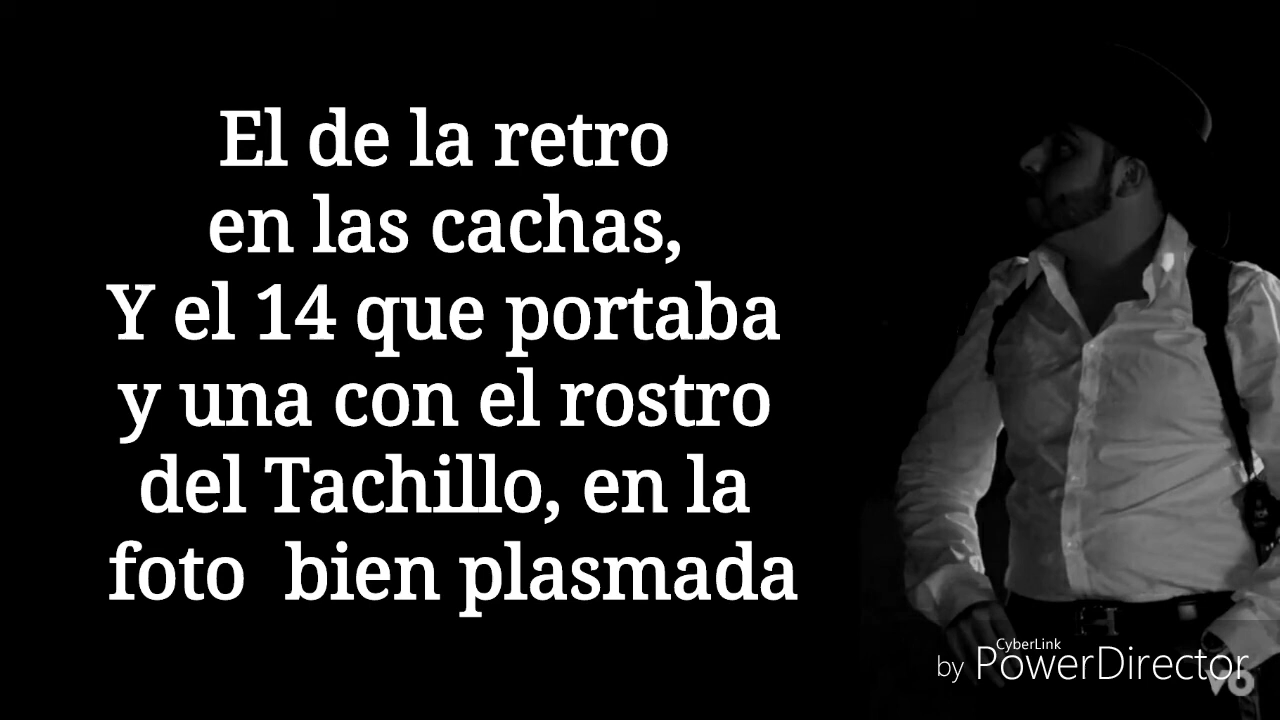 El de la retro
en las cachas,
Y el 14 que portaba
y una con el rostro
del Tachillo, en la
foto  bien plasmada
CyberLink
by PowerDirector